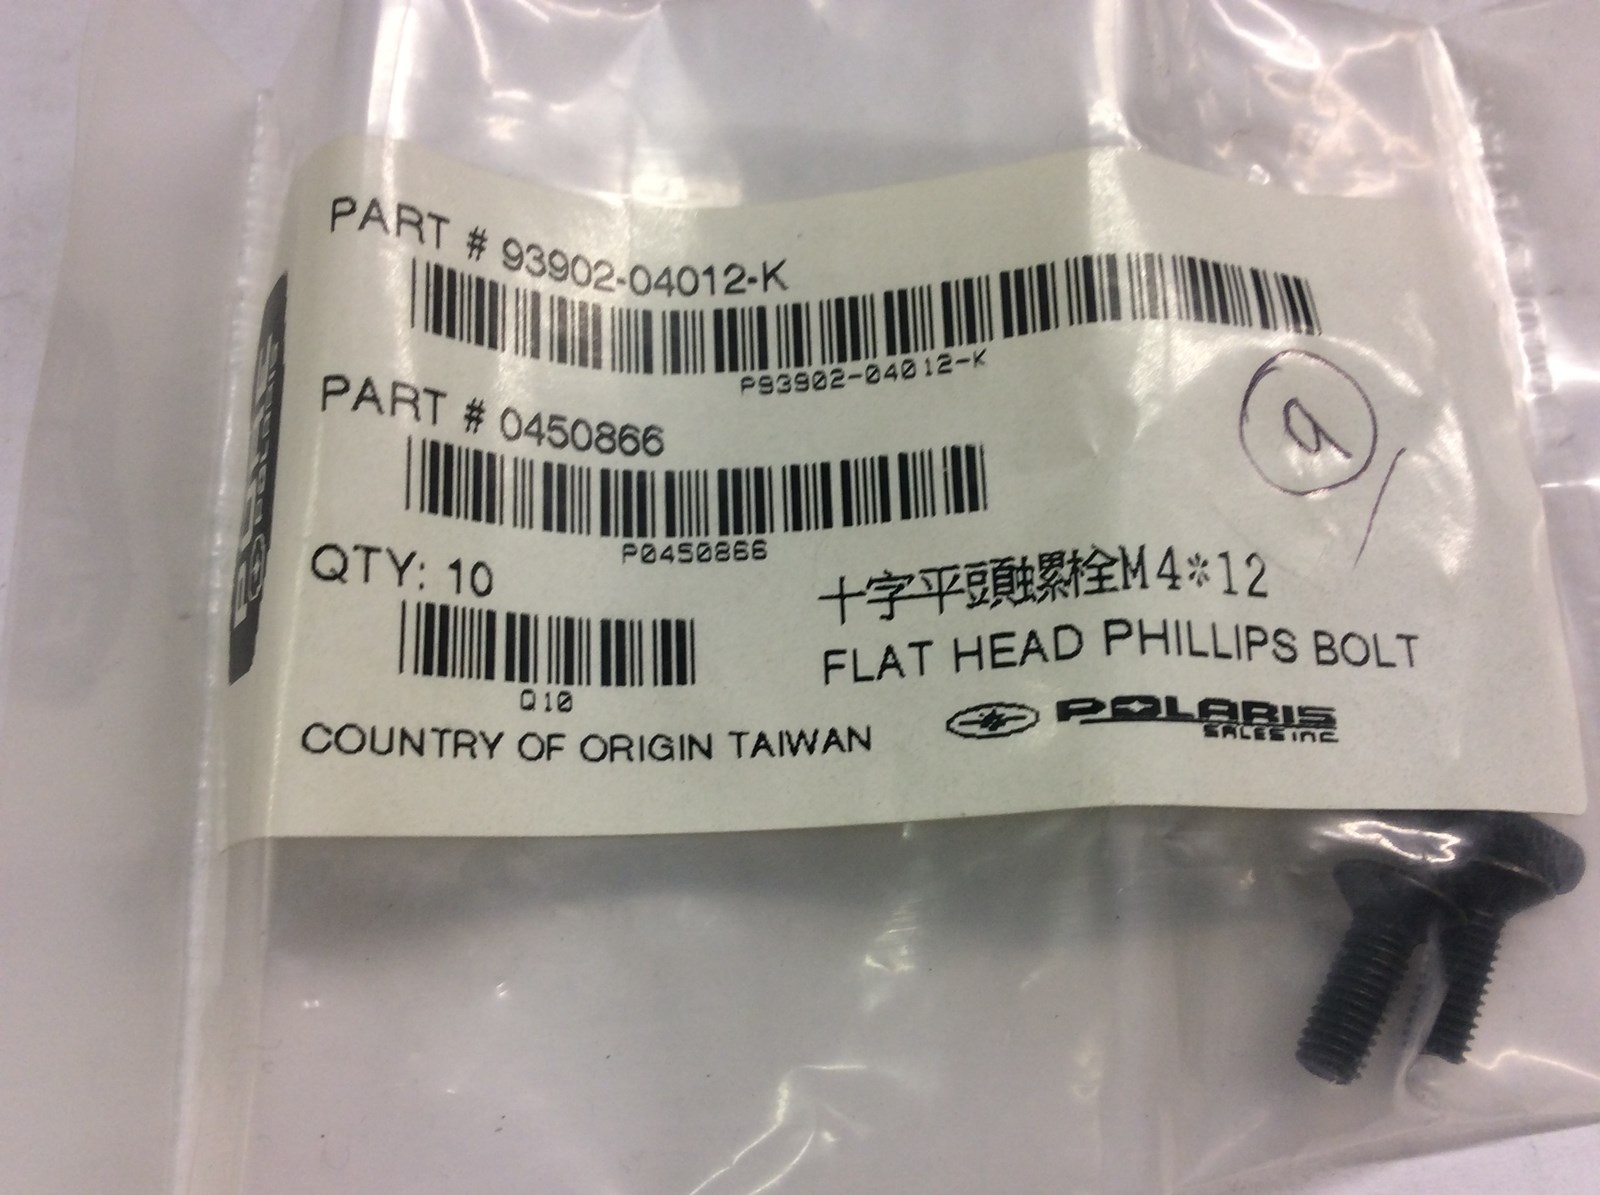 PART # 93902-04012-K
P93902-04012-K
PART # 0450866
P0450866
QTY: 10
Q10
十字平頭螺栓M4*12
FLAT HEAD PHILLIPS BOLT
COUNTRY OF ORIGIN TAIWAN
POLARIS
SALES INC
9